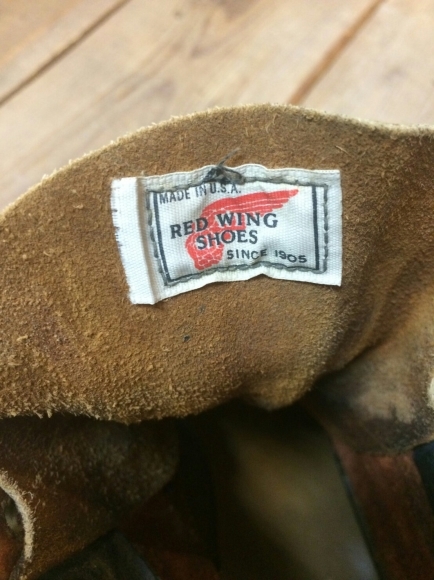 MADE IN U.S.A.
RED WING
SHOES
SINCE 1905